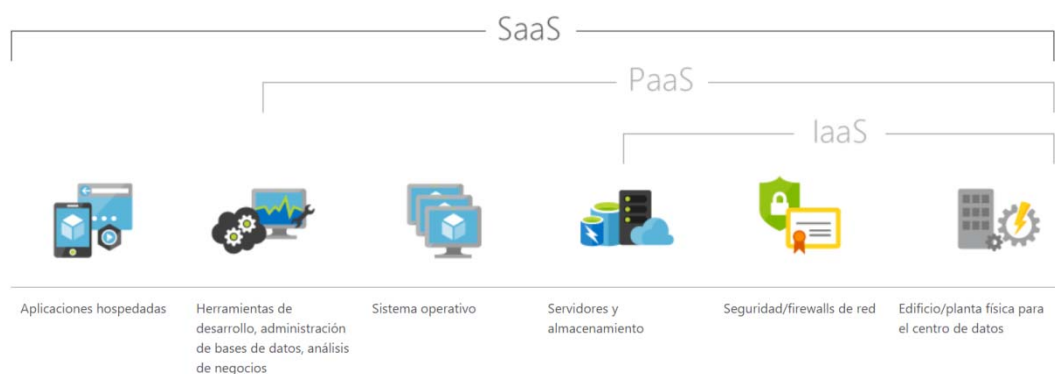 SaaS
PaaS
IaaS
Aplicaciones hospedadas
Herramientas de
desarrollo, administración
de bases de datos, análisis
de negocios
Sistema operativo
Servidores y
almacenamiento
Seguridad/firewalls de red
Edificio/planta física para
el centro de datos